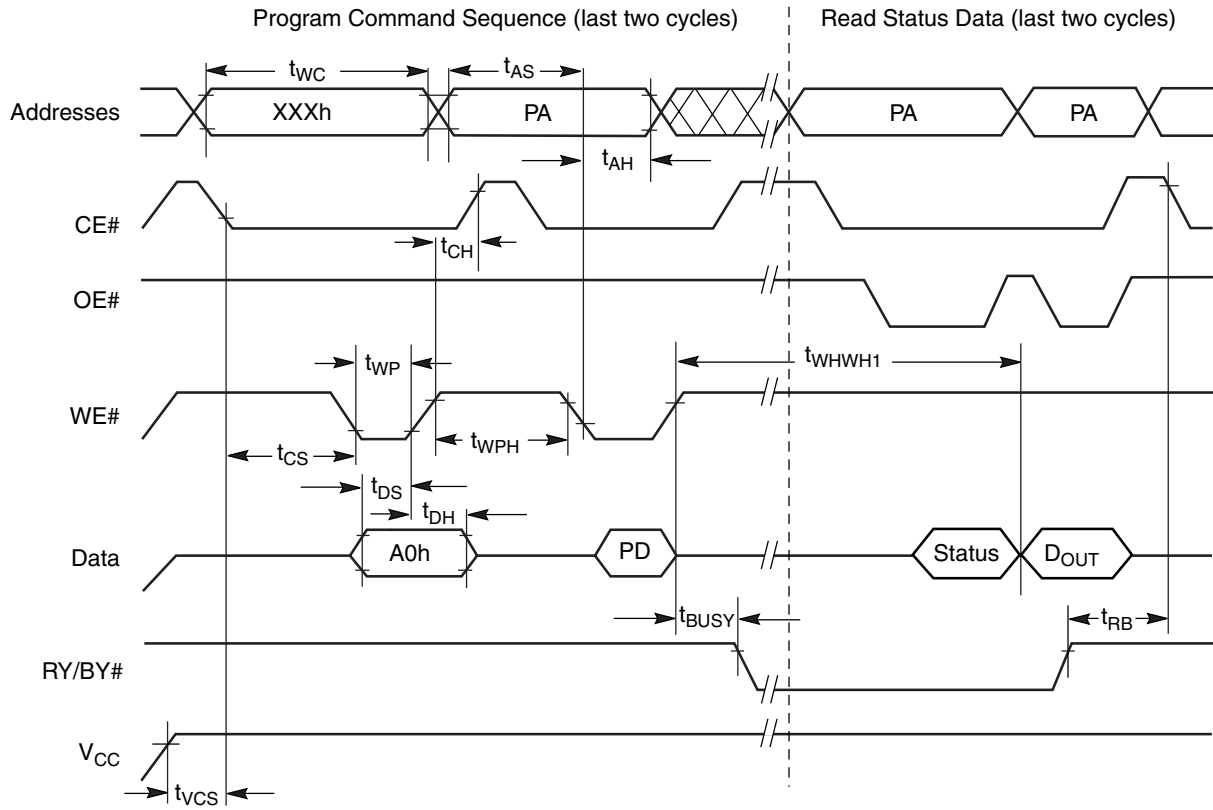 Program Command Sequence (last two cycles) Read Status Data (last two cycles)
tWC tAS
Addresses XXXh PA PA PA
tAH
CE#
tCH
OE#
tWP tWHWH1
WE#
tCS tWPH
tDS
tDH
Data A0h PD Status DOUT
tBUSY tRB
RY/BY#
VCC
tVCS